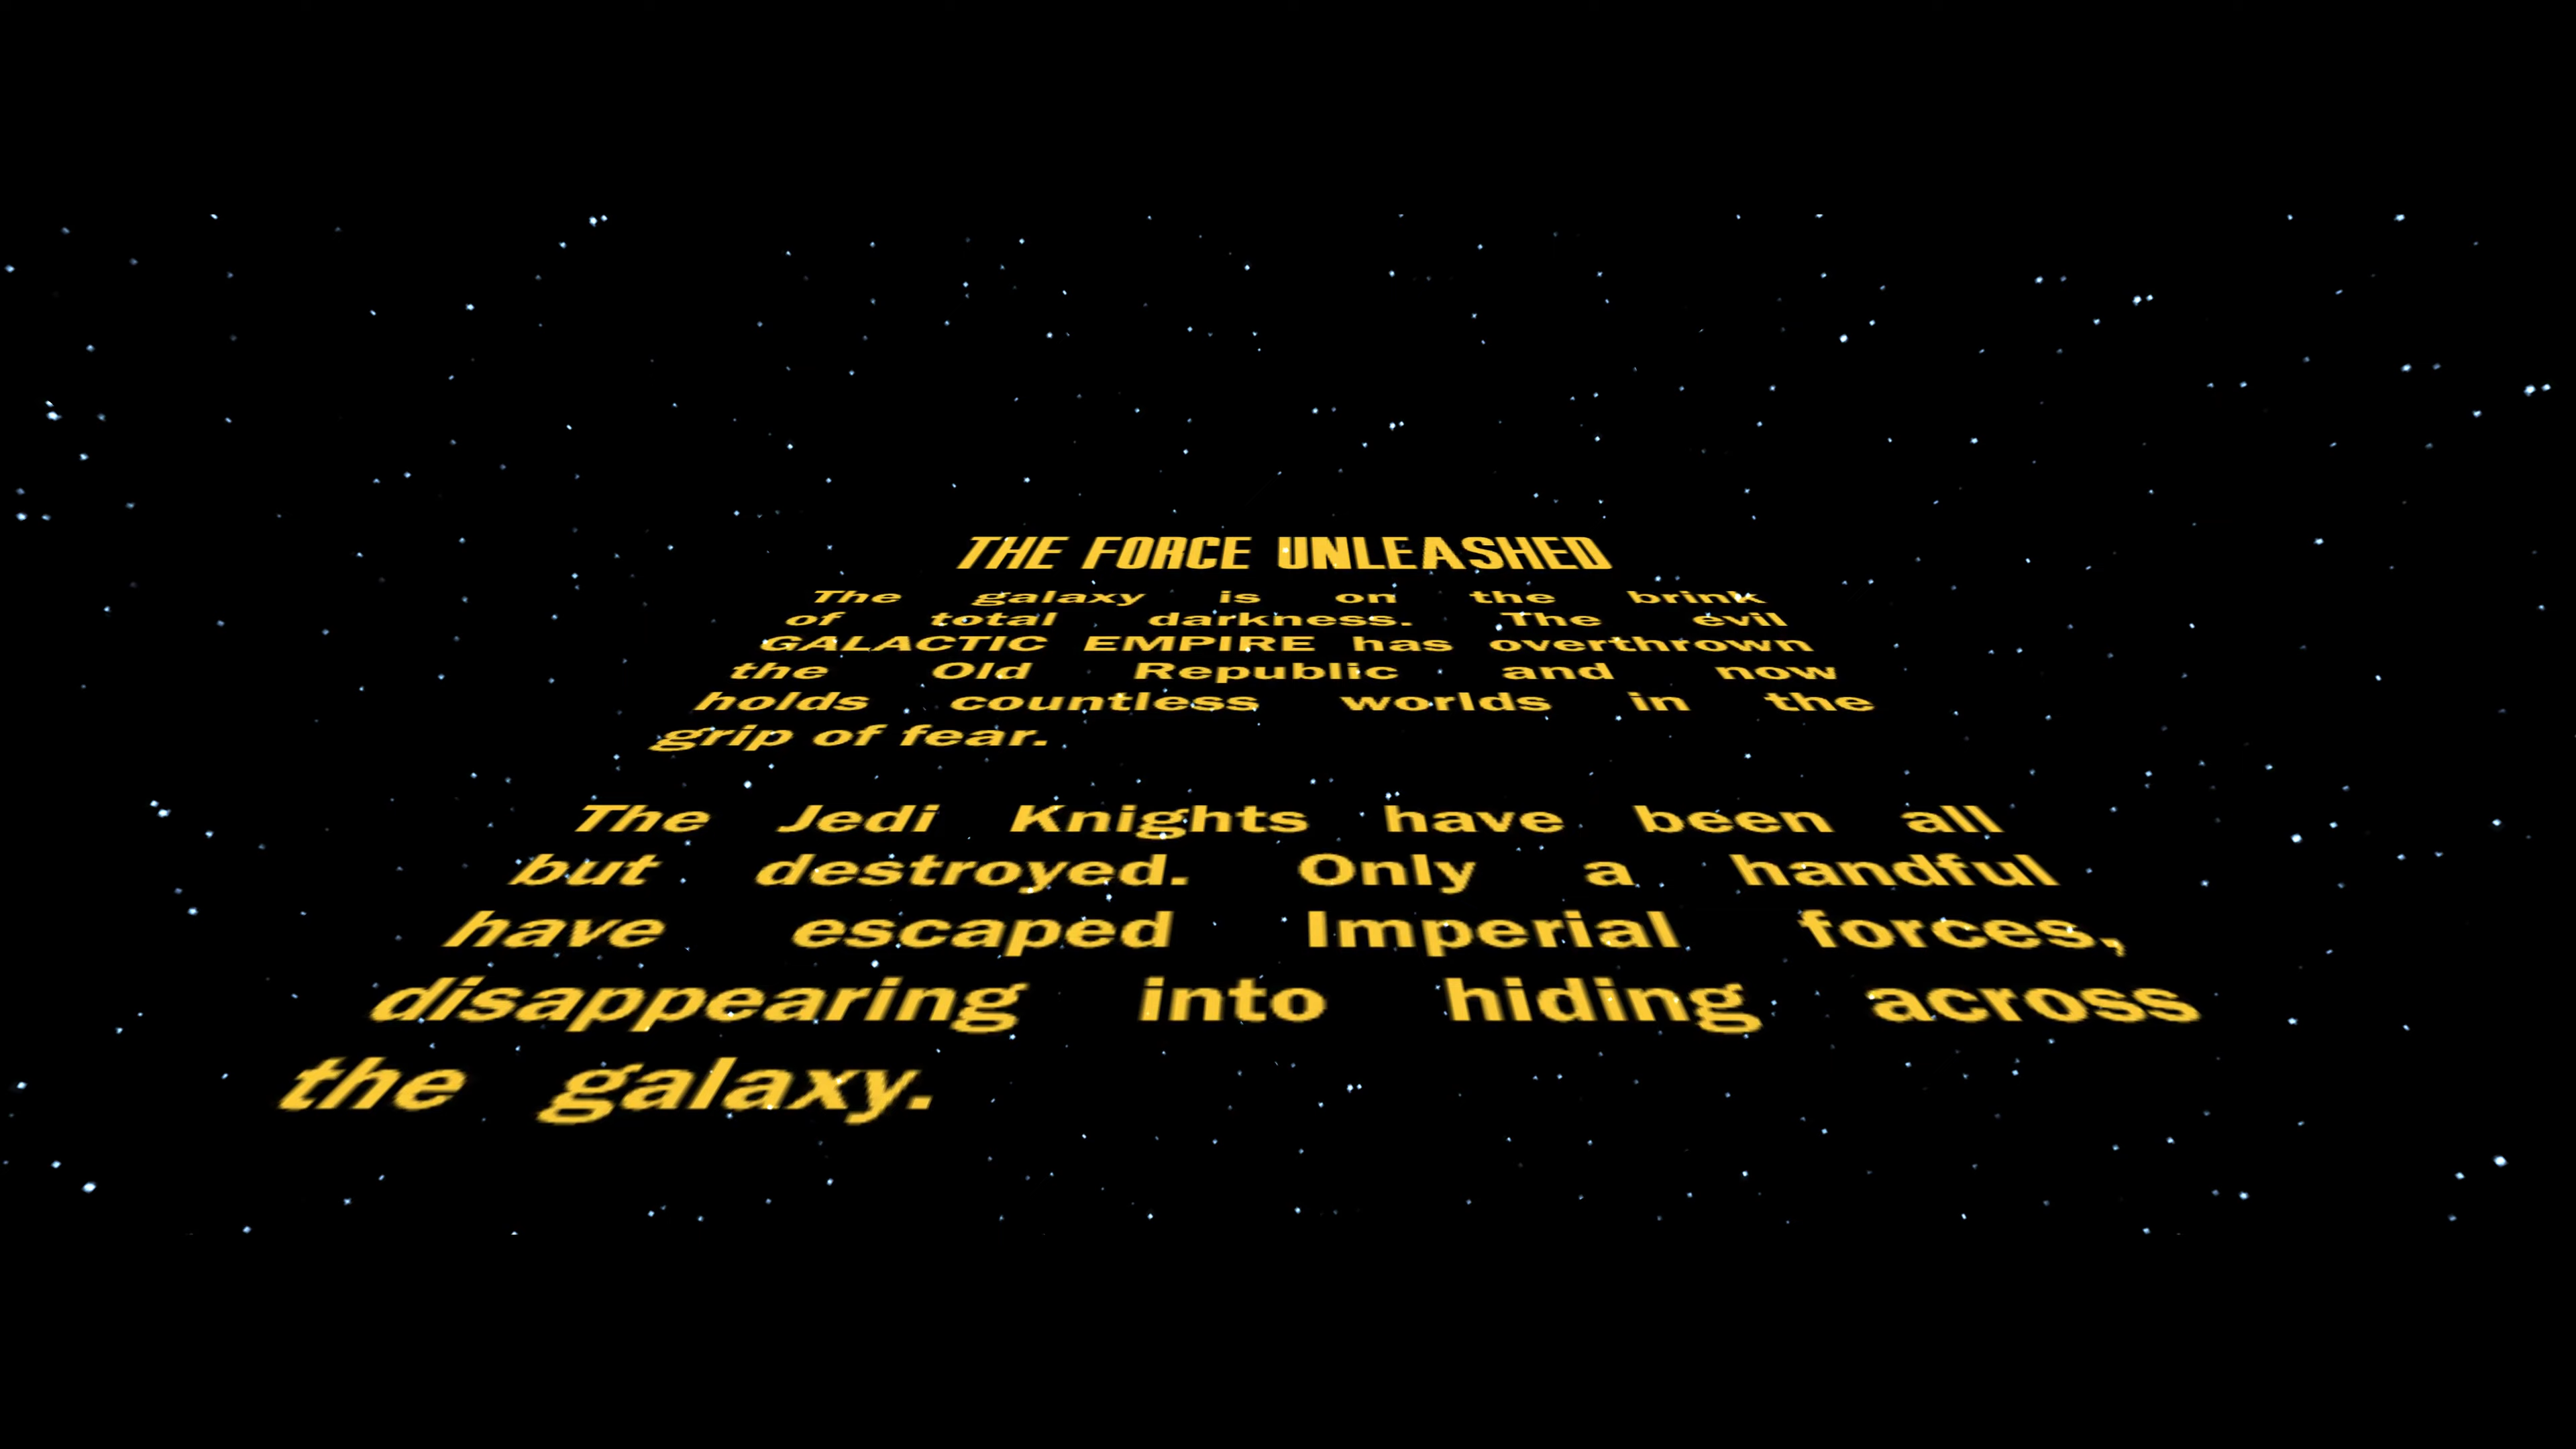 THE FORCE UNLEASHED
The galaxy is on the brink
of total darkness. The evil
GALACTIC EMPIRE has overthrown
the Old Republic and now
holds countless worlds in the
grip of fear.
The Jedi Knights have been all
but destroyed. Only a handful
have escaped Imperial forces,
disappearing into hiding across
the galaxy.